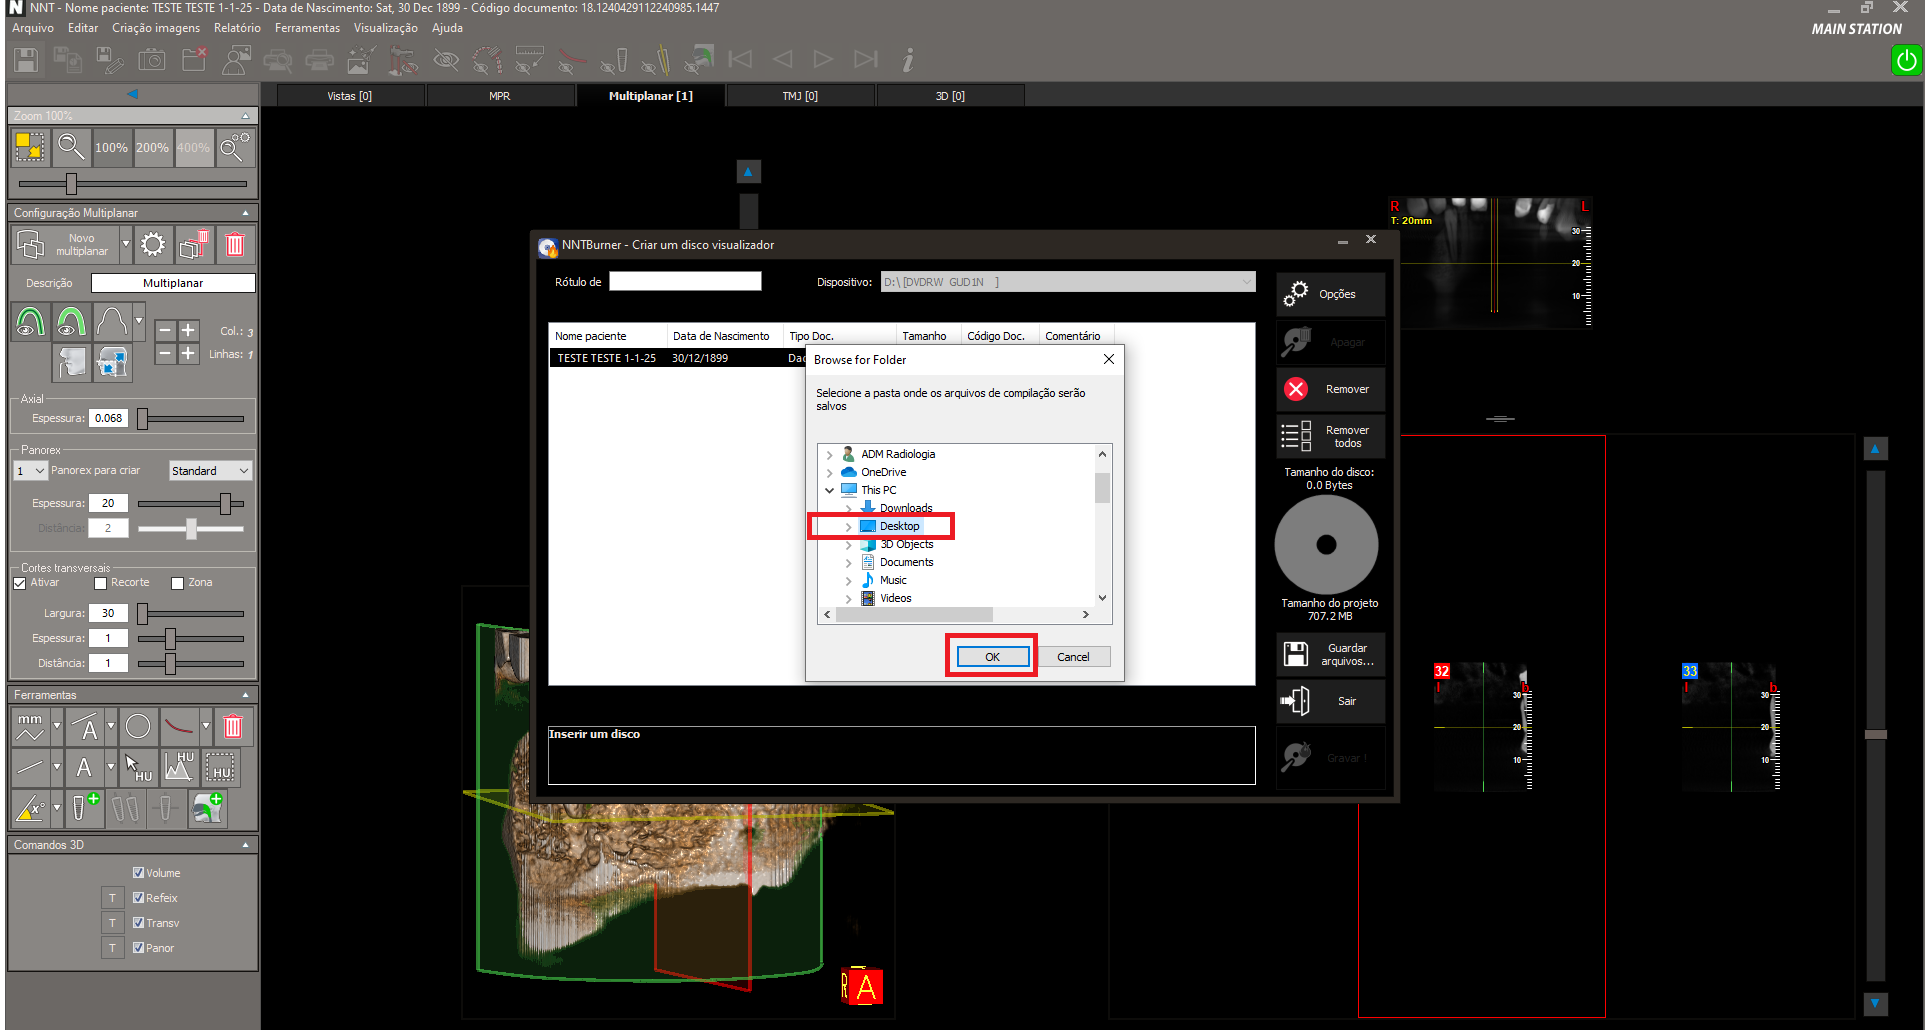 NNT - Nome paciente: TESTE TESTE 1-1-25 - Data de Nascimento: Sat, 30 Dec 1899 - Código documento: 18.1240429112240985.1447
Arquivo Editar Criação imagens Relatório Ferramentas Visualização Ajuda
MAIN STATION
Vistas [0] MPR Multiplanar [1] TMJ [0] 3D [0]
Zoom 100%
100% 200% 400%
Configuração Multiplanar
Novo
multiplanar
Descrição Multiplanar
Col.: 3
Linhas: 1
Axial
Espessura: 0.068
Panorex
1 Panorex para criar Standard
Espessura: 20
Distância: 2
Cortes transversais
Ativar Recorte Zona
Largura: 30
Espessura: 1
Distância: 1
Ferramentas
mm A
A HU HU HU
x°
Comandos 3D
Volume
T Refeix
T Transv
T Panor
NNTBurner - Criar um disco visualizador
Rótulo de Dispositivo: D:\ [DVDRW GUD1N ]
Nome paciente Data de Nascimento Tipo Doc. Tamanho Código Doc. Comentário
TESTE TESTE 1-1-25 30/12/1899
Browse for Folder
Selecione a pasta onde os arquivos de compilação serão
salvos
ADM Radiologia
OneDrive
This PC
Downloads
Desktop
3D Objects
Documents
Music
Videos
OK Cancel
Opções
Apagar
Remover
Remover
todos
Tamanho do disco:
0.0 Bytes
Tamanho do projeto
707.2 MB
Guardar
arquivos...
Sair
Gravar !
Inserir um disco
R L
T: 20mm
30
20
10
32
l b
30
20
10
33
l b
30
20
10
R A